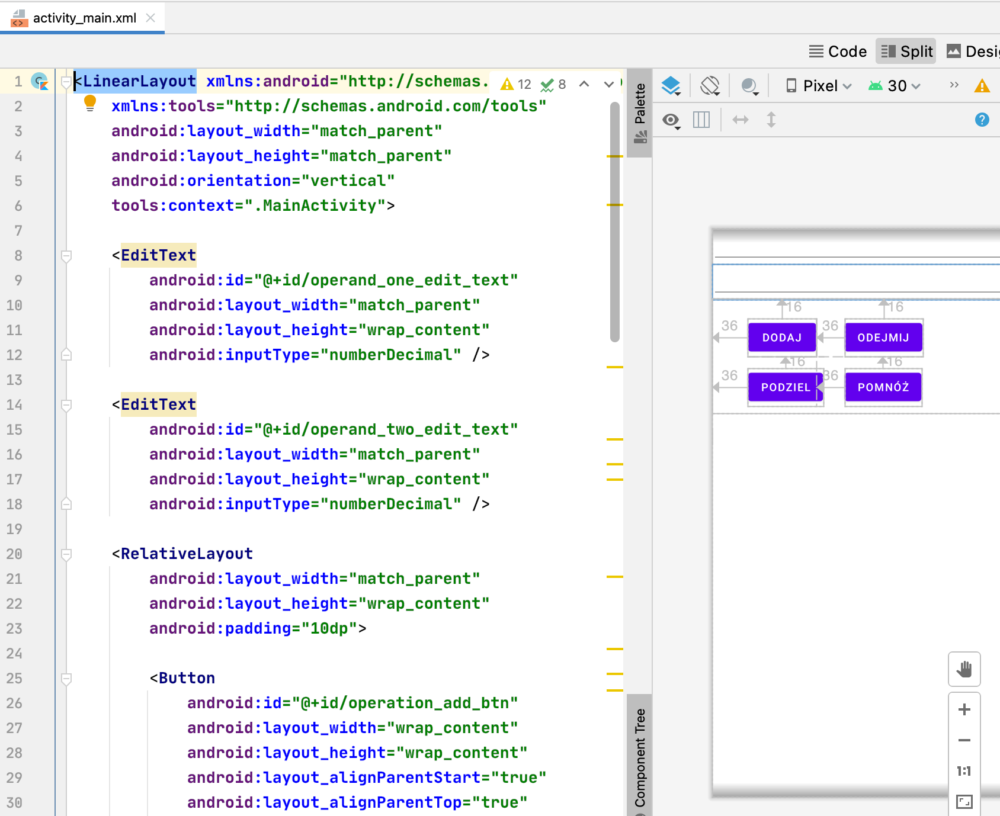 activity_main.xml
Code Split Desi
1 <LinearLayout xmlns:android="http://schemas. 12 8
2 xmlns:tools="http://schemas.android.com/tools"
3 android:layout_width="match_parent"
4 android:layout_height="match_parent"
5 android:orientation="vertical"
6 tools:context=".MainActivity">
7
8 <EditText
9 android:id="@+id/operand_one_edit_text"
10 android:layout_width="match_parent"
11 android:layout_height="wrap_content"
12 android:inputType="numberDecimal" />
13
14 <EditText
15 android:id="@+id/operand_two_edit_text"
16 android:layout_width="match_parent"
17 android:layout_height="wrap_content"
18 android:inputType="numberDecimal" />
19
20 <RelativeLayout
21 android:layout_width="match_parent"
22 android:layout_height="wrap_content"
23 android:padding="10dp">
24
25 <Button
26 android:id="@+id/operation_add_btn"
27 android:layout_width="wrap_content"
28 android:layout_height="wrap_content"
29 android:layout_alignParentStart="true"
30 android:layout_alignParentTop="true"
Palette
Component Tree
Pixel 30
?
16 16
36 DODAJ 36 ODEJMIJ
16 16
36 PODZIEL 36 POMNÓŻ
1:1